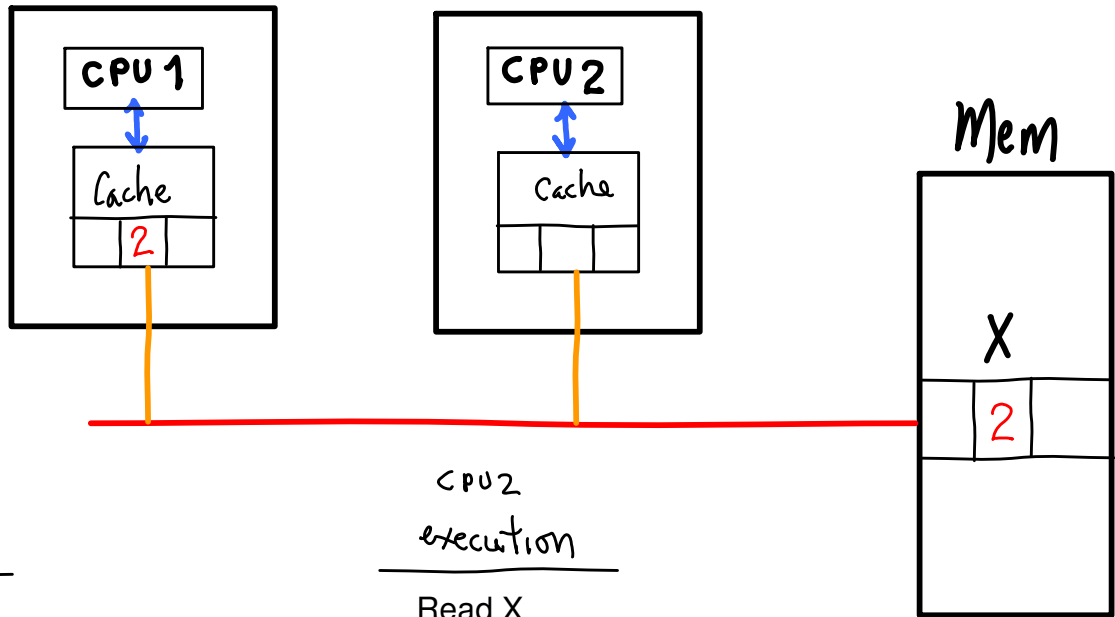 CPU 1
CPU 2
Mem
Cache
Cache
2
X
2
CPU2
execution
Read X